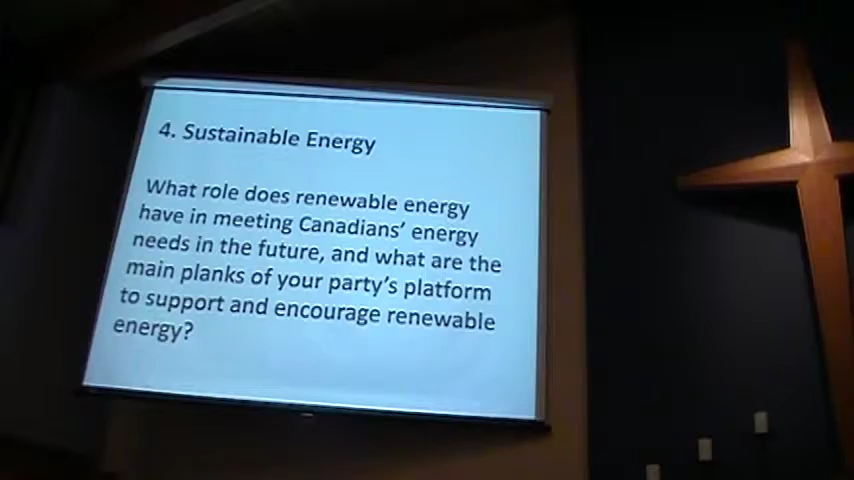 4. Sustainable Energy
What role does renewable energy
have in meeting Canadians' energy
needs in the future, and what are the
main planks of your party's platform
to support and encourage renewable
energy?